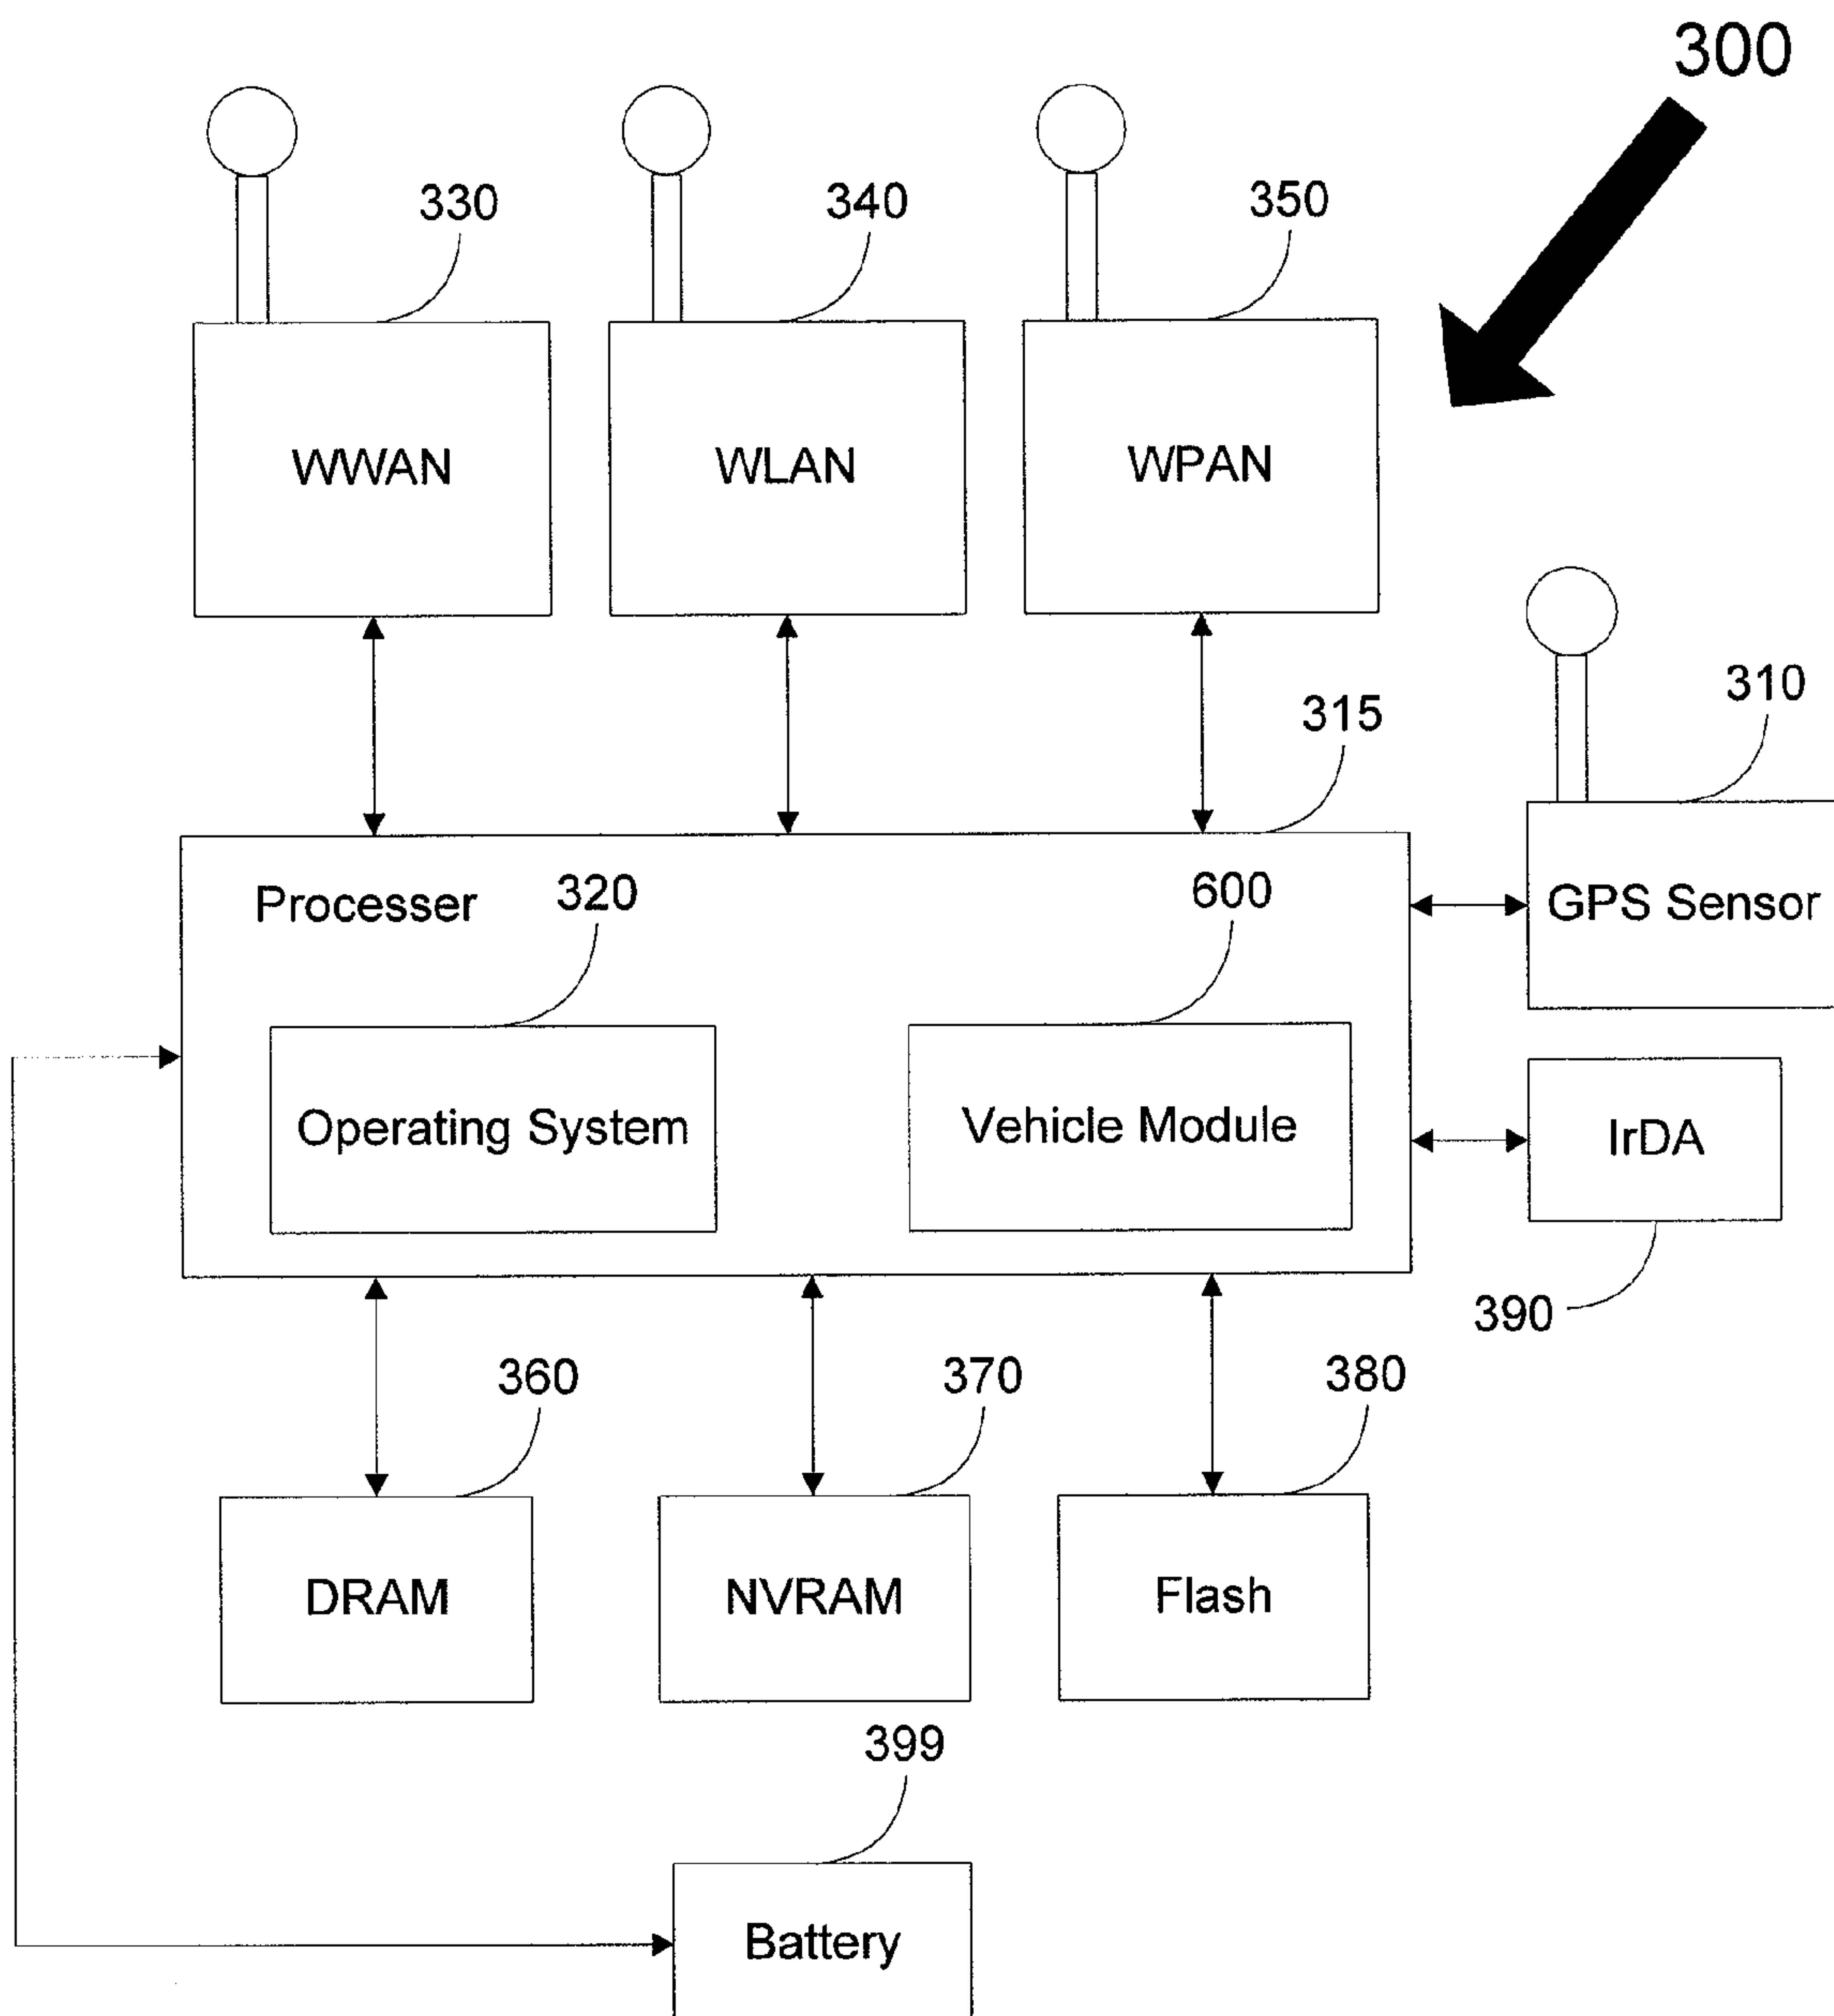 300
330
340
350
WWAN
WLAN
WPAN
310
315
Processer
320
600
GPS Sensor
Operating System
Vehicle Module
IrDA
390
360
370
380
DRAM
NVRAM
Flash
399
Battery